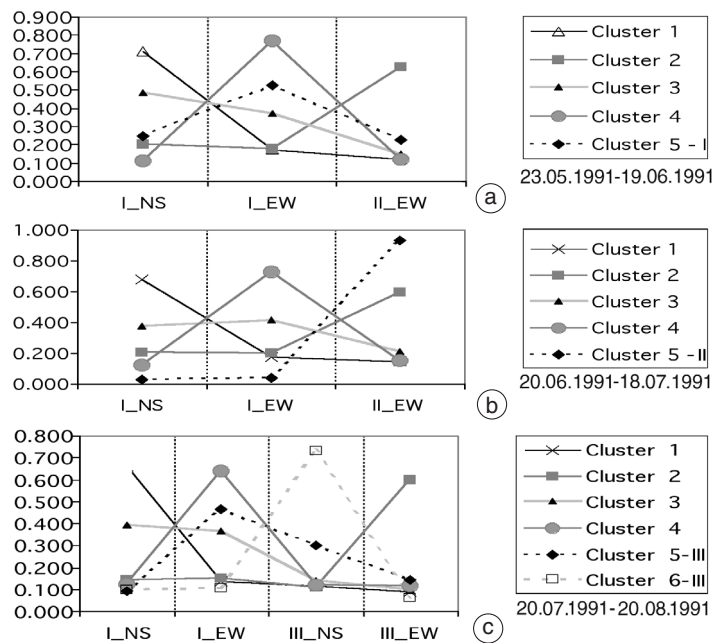 0.900
0.800
0.700
0.600
0.500
0.400
0.300
0.200
0.100
0.000
I_NS
I_EW
II_EW
a
Cluster 1
Cluster 2
Cluster 3
Cluster 4
Cluster 5 - I
23.05.1991-19.06.1991
1.000
0.800
0.600
0.400
0.200
0.000
I_NS
I_EW
II_EW
b
Cluster 1
Cluster 2
Cluster 3
Cluster 4
Cluster 5 -II
20.06.1991-18.07.1991
0.800
0.700
0.600
0.500
0.400
0.300
0.200
0.100
0.000
I_NS
I_EW
III_NS
III_EW
c
Cluster 1
Cluster 2
Cluster 3
Cluster 4
Cluster 5-III
Cluster 6-III
20.07.1991-20.08.1991